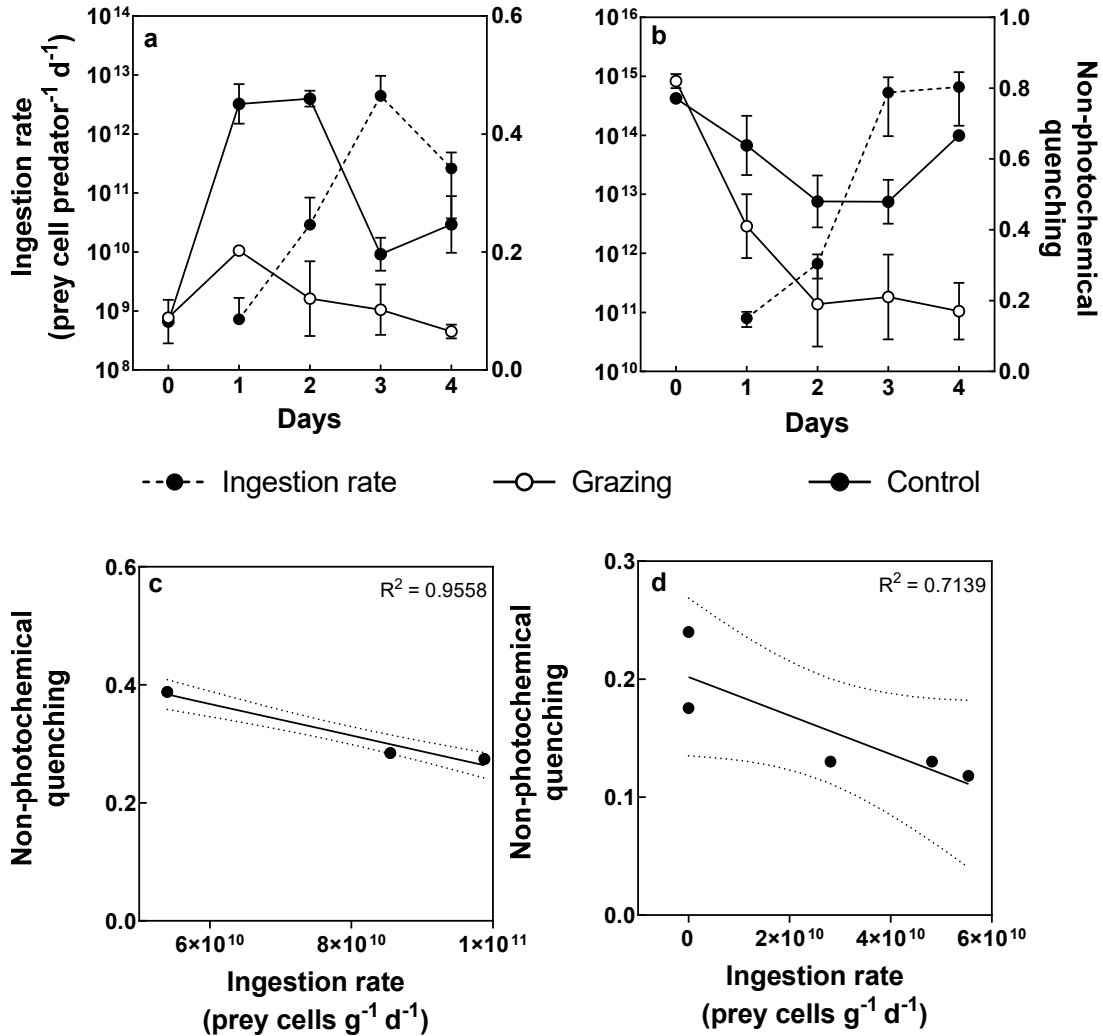 a
Ingestion rate
(prey cell predator⁻¹ d⁻¹)
10¹⁴
10¹³
10¹²
10¹¹
10¹⁰
10⁹
10⁸
0.6
0.4
0.2
0.0
0 1 2 3 4
Days
b
10¹⁶
10¹⁵
10¹⁴
10¹³
10¹²
10¹¹
10¹⁰
1.0
0.8
0.6
0.4
0.2
0.0
Non-photochemical
quenching
0 1 2 3 4
Days
Ingestion rate Grazing Control
c
R² = 0.9558
Non-photochemical
quenching
0.6
0.4
0.2
0.0
6×10¹⁰ 8×10¹⁰ 1×10¹¹
Ingestion rate
(prey cells g⁻¹ d⁻¹)
d
R² = 0.7139
Non-photochemical
quenching
0.3
0.2
0.1
0.0
0 2×10¹⁰ 4×10¹⁰ 6×10¹⁰
Ingestion rate
(prey cells g⁻¹ d⁻¹)